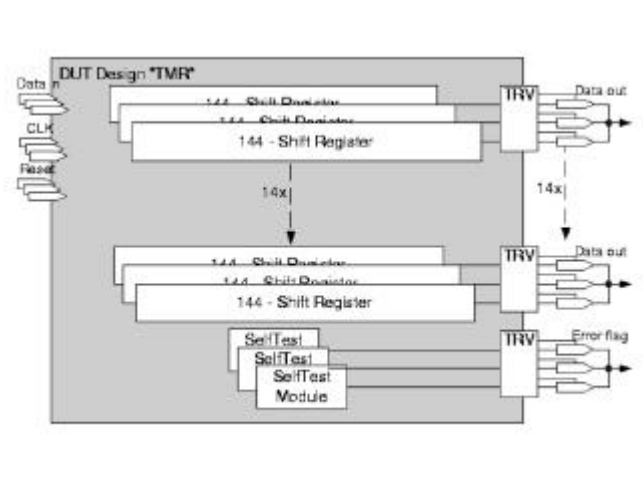 DUT Design "TMR"
Data in
TRV
Data out
144 - Shift Register
144 - Shift Register
CLK
144 - Shift Register
Reset
14x
14x
TRV
Data out
144 - Shift Register
144 - Shift Register
144 - Shift Register
TRV
Error flag
SelfTest
SelfTest
SelfTest
Module